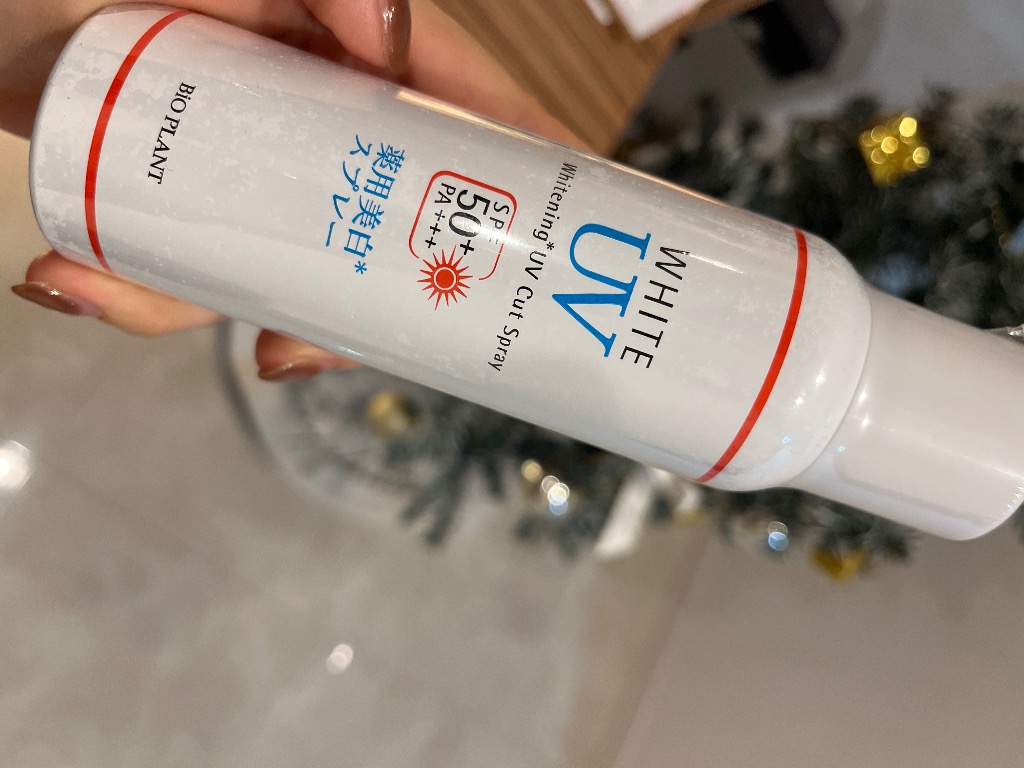 WHITE
UV
Whitening* UV Cut Spray
SPF
50+
PA+++
薬用美白*
スプレー
BiO PLANT